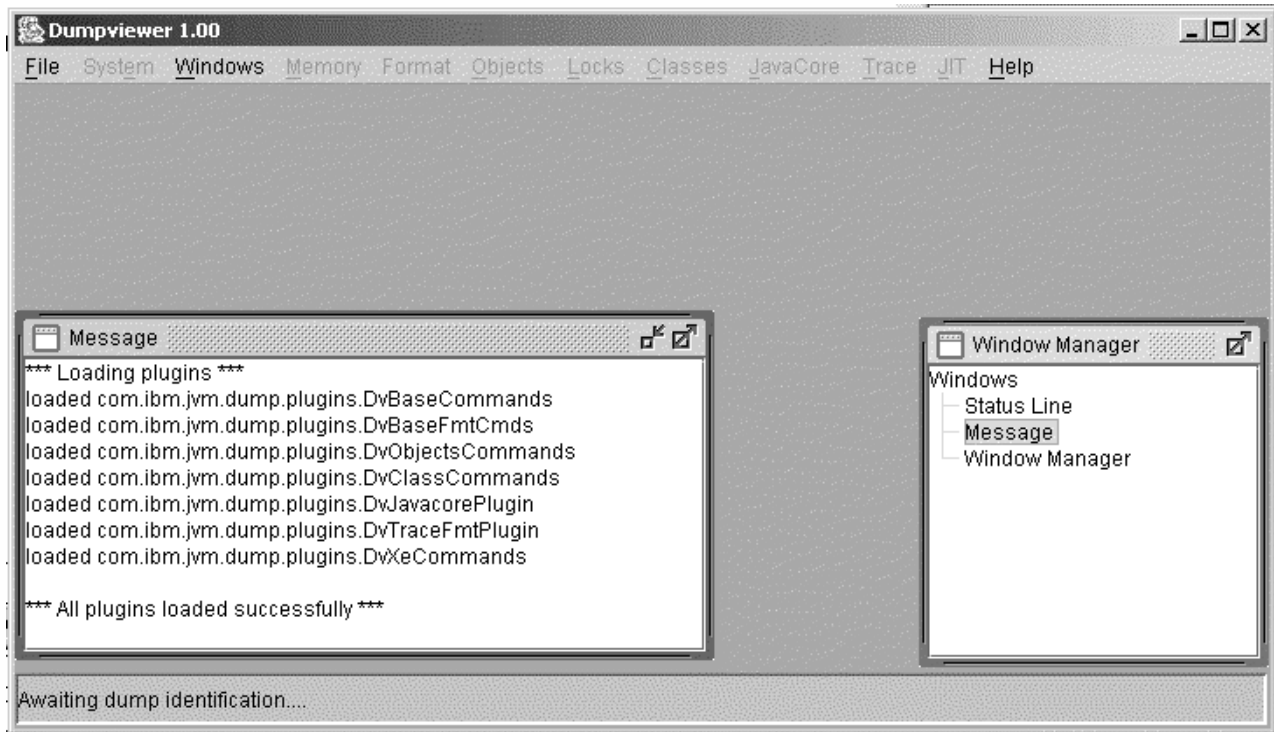 Dumpviewer 1.00
File System Windows Memory Format Objects Locks Classes JavaCore Trace JIT Help
Message
*** Loading plugins ***
loaded com.ibm.jvm.dump.plugins.DvBaseCommands
loaded com.ibm.jvm.dump.plugins.DvBaseFmtCmds
loaded com.ibm.jvm.dump.plugins.DvObjectsCommands
loaded com.ibm.jvm.dump.plugins.DvClassCommands
loaded com.ibm.jvm.dump.plugins.DvJavacorePlugin
loaded com.ibm.jvm.dump.plugins.DvTraceFmtPlugin
loaded com.ibm.jvm.dump.plugins.DvXeCommands
*** All plugins loaded successfully ***
Window Manager
Windows
Status Line
Message
Window Manager
Awaiting dump identification....